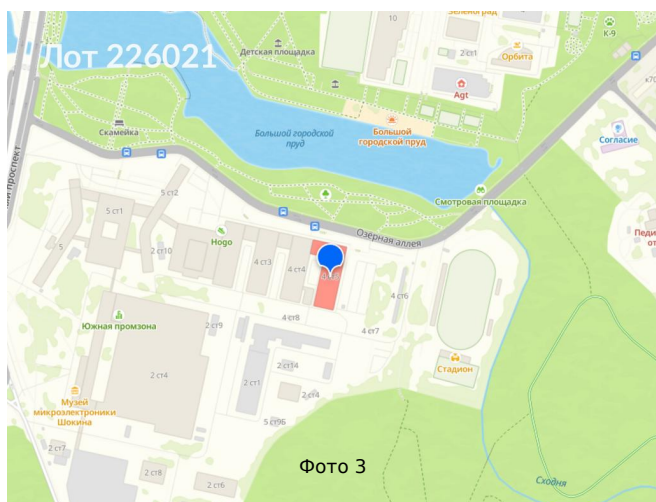 Зеленоград
10
К-9
Лот 226021
Детская площадка
2 ст1
Орбита
Agt
к70
Скамейка
Большой городской
пруд
Большой
городской пруд
Согласие
5 ст2
Смотровая площадка
5 ст1
5
Hogo
Озёрная аллея
2 ст10
4 ст3
4 ст4
4 ст6
4 ст8
2 ст9
4 ст7
Южная промзона
Стадион
2 ст14
2 ст4
2 ст1
2 ст4
Музей
микроэлектроники
Шокина
5 ст9Б
2 ст7
Фото 3
2 ст8
2 ст6
Сходня